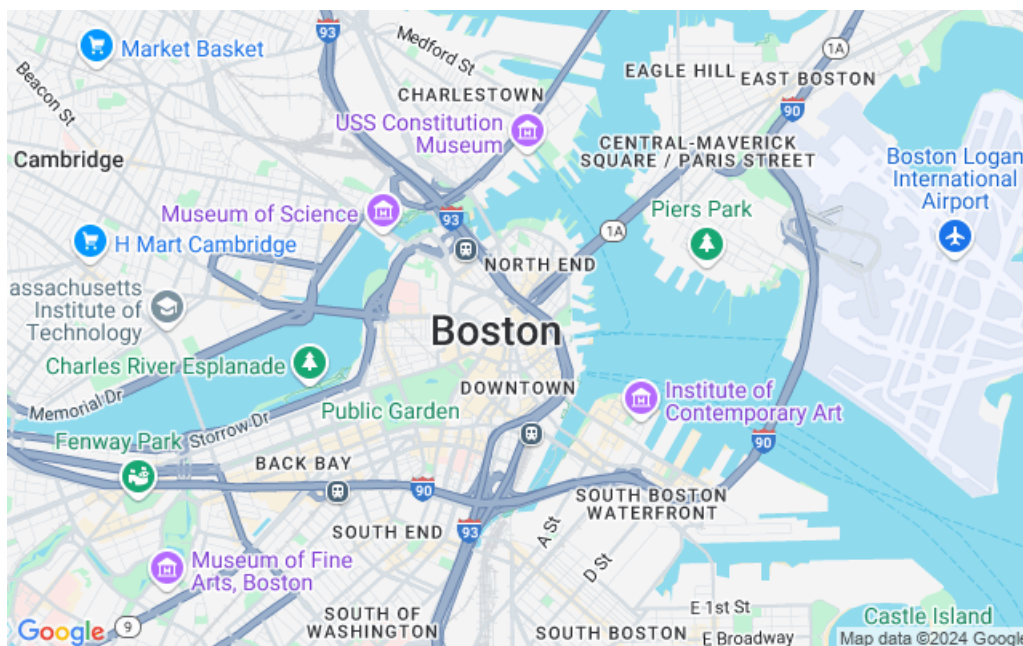 93
Market Basket
Medford St
1A
EAGLE HILL
EAST BOSTON
Beacon St
CHARLESTOWN
90
USS Constitution
Museum
CENTRAL-MAVERICK
SQUARE / PARIS STREET
Cambridge
Boston Logan
International
Airport
Museum of Science
93
Piers Park
1A
H Mart Cambridge
NORTH END
assachusetts
Institute of
Technology
Boston
Charles River Esplanade
DOWNTOWN
Institute of
Contemporary Art
Memorial Dr
Public Garden
Storrow Dr
Fenway Park
90
BACK BAY
90
SOUTH BOSTON
WATERFRONT
SOUTH END
93
A St
D St
Museum of Fine
Arts, Boston
E 1st St
SOUTH OF
WASHINGTON
Castle Island
Google
9
SOUTH BOSTON
E Broadway
Map data ©2024 Google